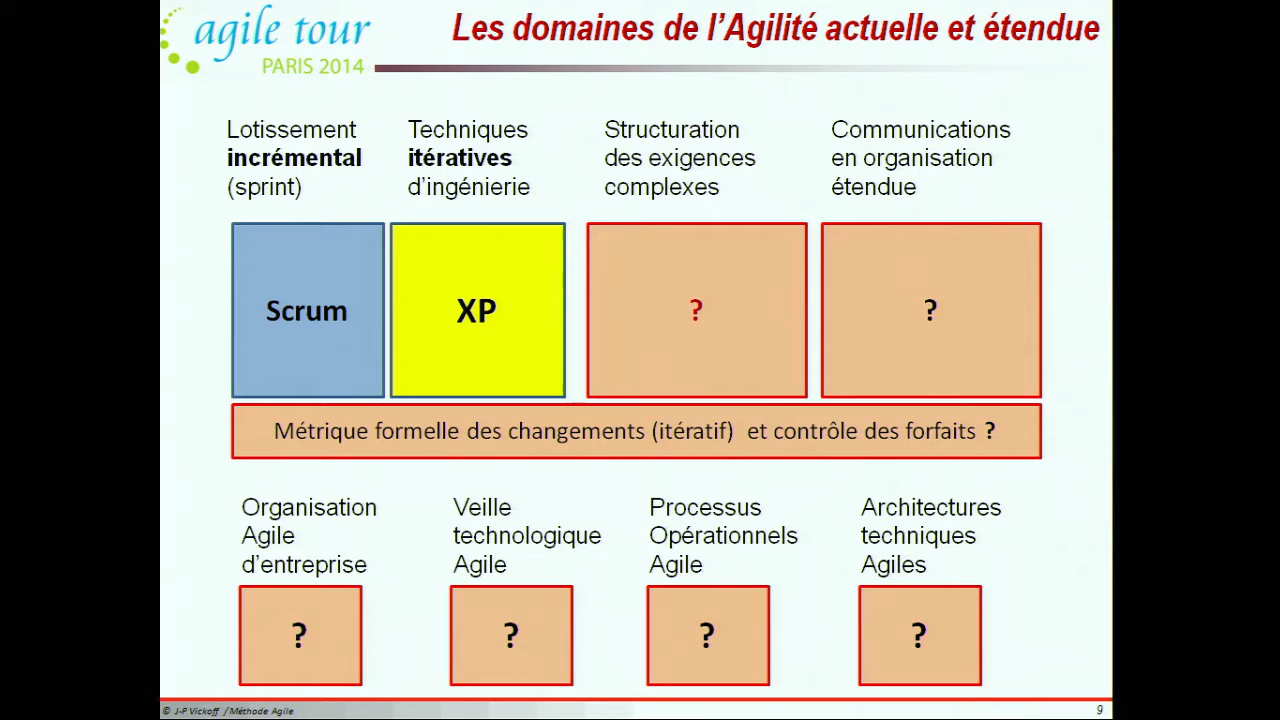 agile tour
PARIS 2014
Les domaines de l'Agilité actuelle et étendue
Lotissement
incrémental
(sprint)
Techniques
itératives
d'ingénierie
Structuration
des exigences
complexes
Communications
en organisation
étendue
Scrum
XP
?
?
Métrique formelle des changements (itératif) et contrôle des forfaits ?
Organisation
Agile
d'entreprise
Veille
technologique
Agile
Processus
Opérationnels
Agile
Architectures
techniques
Agiles
?
?
?
?
© J-P Vickoff / Méthode Agile
9